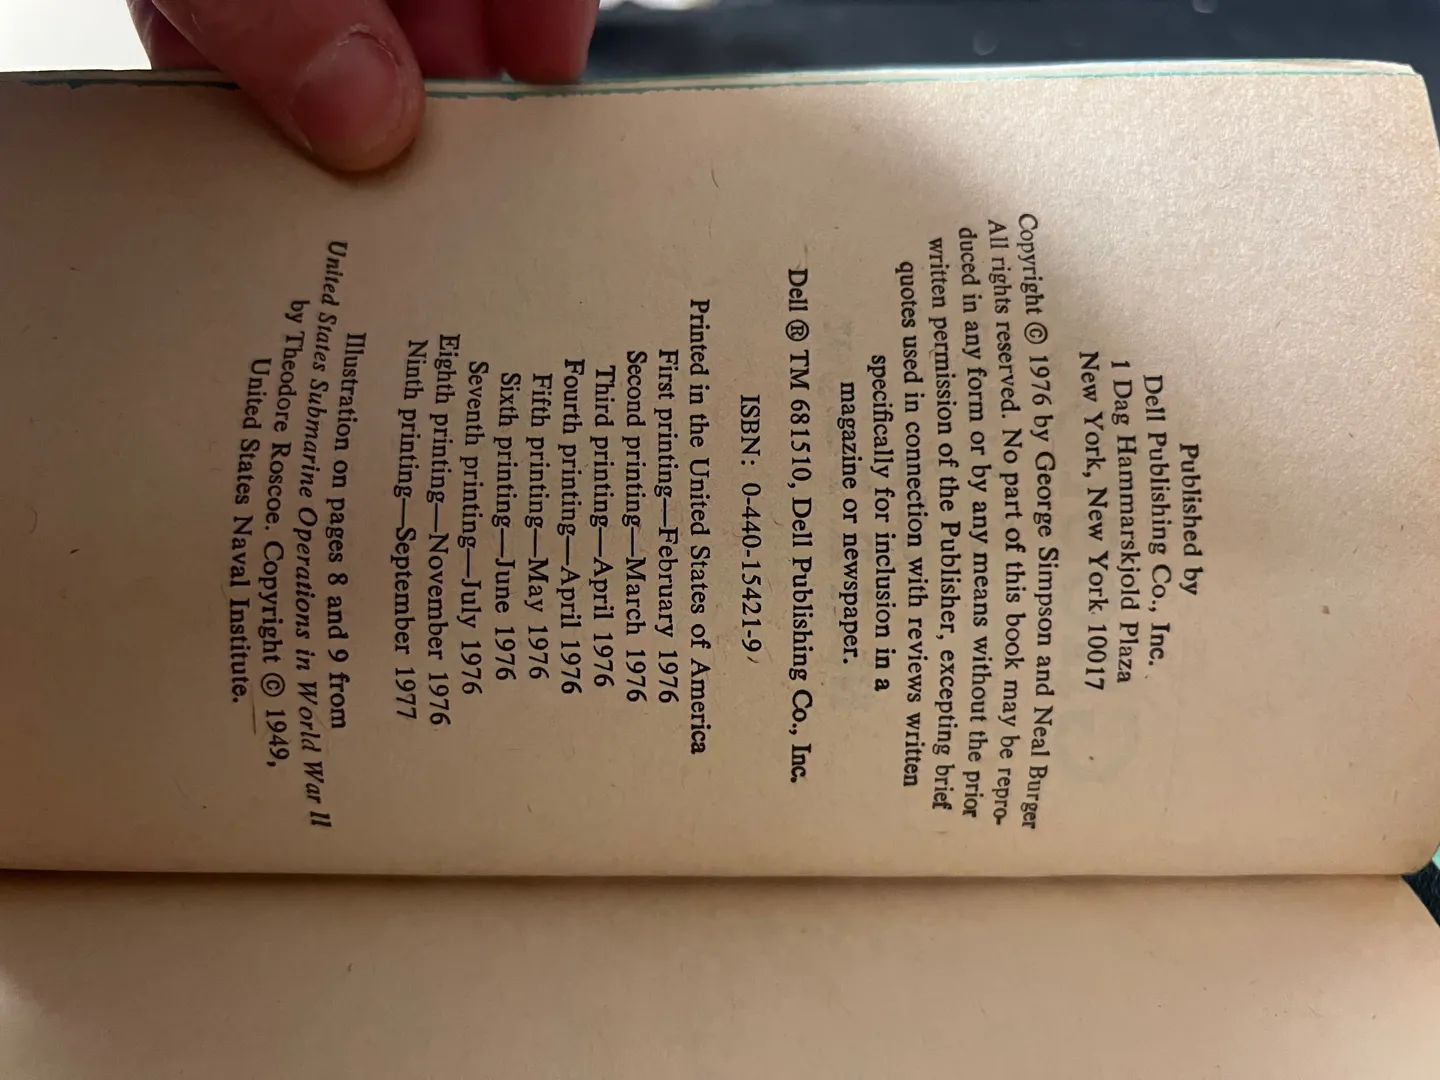 Published by
Dell Publishing Co., Inc.
1 Dag Hammarskjold Plaza
New York, New York 10017
Copyright © 1976 by George Simpson and Neal Burger
All rights reserved. No part of this book may be repro-
duced in any form or by any means without the prior
written permission of the Publisher, excepting brief
quotes used in connection with reviews written
specifically for inclusion in a
magazine or newspaper.
Dell ® TM 681510, Dell Publishing Co., Inc.
ISBN: 0-440-15421-9
Printed in the United States of America
First printing—February 1976
Second printing—March 1976
Third printing—April 1976
Fourth printing—April 1976
Fifth printing—May 1976
Sixth printing—June 1976
Seventh printing—July 1976
Eighth printing—November 1976
Ninth printing—September 1977
Illustration on pages 8 and 9 from
United States Submarine Operations in World War II
by Theodore Roscoe. Copyright © 1949,
United States Naval Institute.